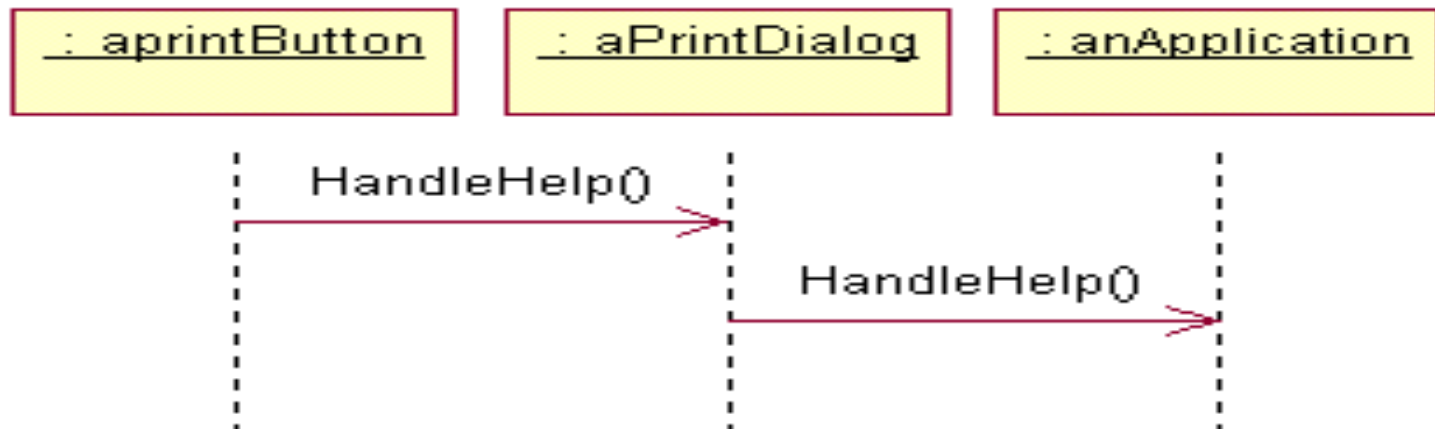 : aprintButton
: aPrintDialog
: anApplication
HandleHelp()
HandleHelp()